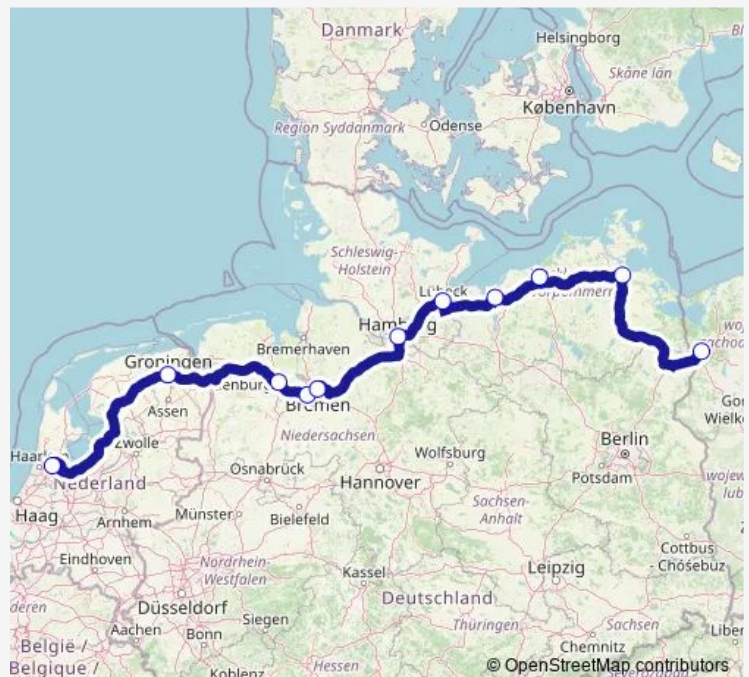 Danmark
Helsingborg
Skåne län
København
Region Syddanmark
Odense
Schleswig-
Holstein
Lübeck
Hamburg
Bremerhaven
Groningen
Bremen
Assen
Zwolle
Niedersachsen
Berlin
Wolfsburg
Nederland
Osnabrück
Hannover
Potsdam
Haag
Arnhem
Münster
Bielefeld
Sachsen-
Anhalt
Eindhoven
Nordrhein-
Westfalen
Kassel
Leipzig
Cottbus
- Chóśebuz
Düsseldorf
Deutschland
Aachen
Siegen
Bonn
Thüringen
Sachsen
België /
Belgique /
Chemnitz
Koblenz
Hessen
© OpenStreetMap contributors